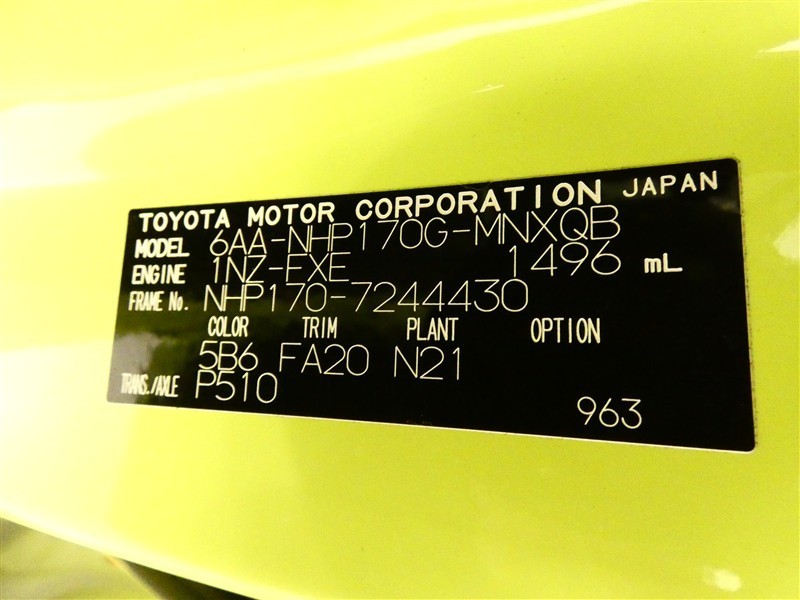 TOYOTA MOTOR CORPORATION JAPAN
MODEL 6AA-NHP170G-MNXQB
ENGINE 1NZ-FXE 1496 mL
FRAME No. NHP170-7244430
COLOR TRIM PLANT OPTION
5B6 FA20 N21
TRANS./AXLE P510
963